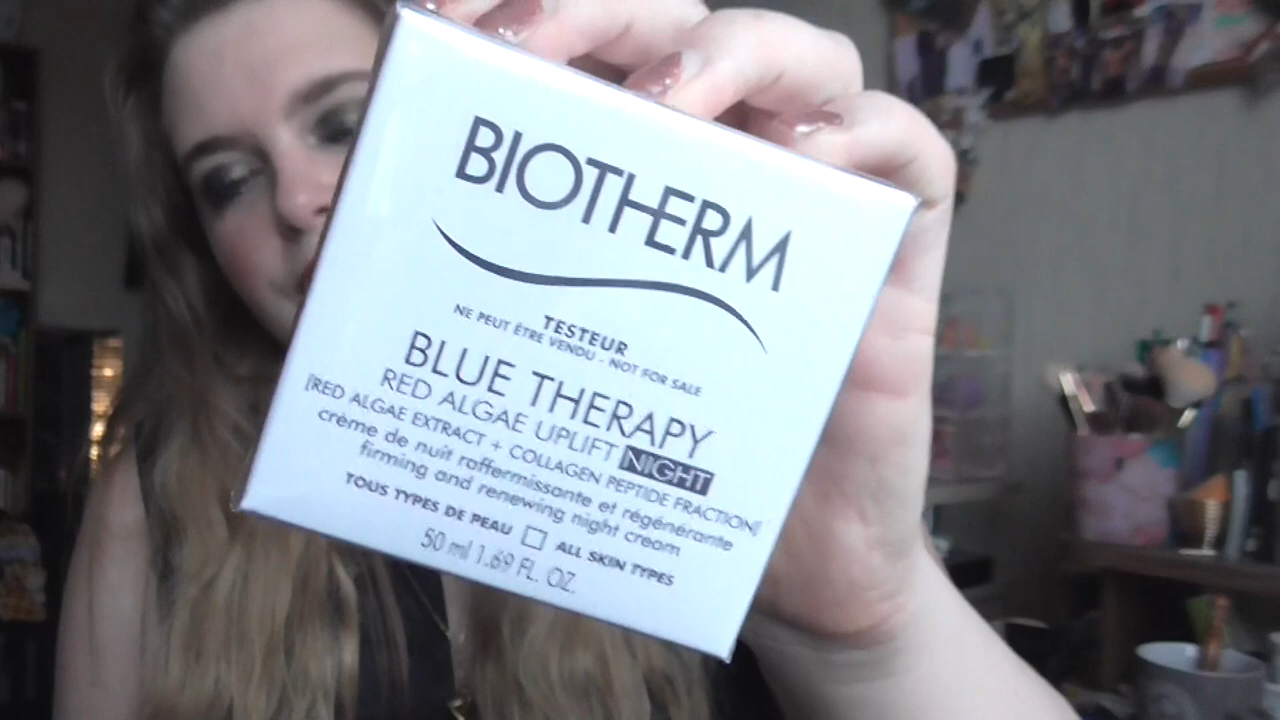 BIOTHERM
TESTEUR
NE PEUT ÊTRE VENDU - NOT FOR SALE
BLUE THERAPY
RED ALGAE UPLIFT NIGHT
[RED ALGAE EXTRACT + COLLAGEN PEPTIDE FRACTION]
crème de nuit raffermissante et régénérante
firming and renewing night cream
TOUS TYPES DE PEAU ALL SKIN TYPES
50 ml 1.69 FL. OZ.